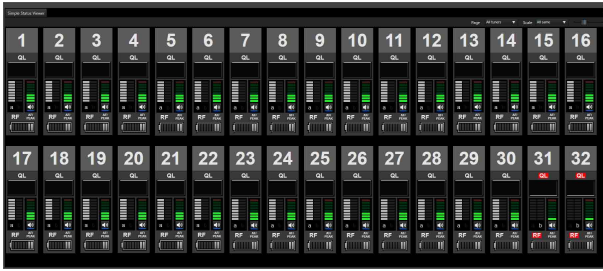 Simple Status Viewer
Page All tuners Scale All sans
1 2 3 4 5 6 7 8 9 10 11 12 13 14 15 16
QL QL QL QL QL QL QL QL QL QL QL QL QL QL QL QL
a a a a a a a a a a a a a a a a
RF RF RF RF RF RF RF RF RF RF RF RF RF RF RF RF
17 18 19 20 21 22 23 24 25 26 27 28 29 30 31 32
QL QL QL QL QL QL QL QL QL QL QL QL QL QL QL QL
a a a a a a a a a a a a a a b b
RF RF RF RF RF RF RF RF RF RF RF RF RF RF RF RF